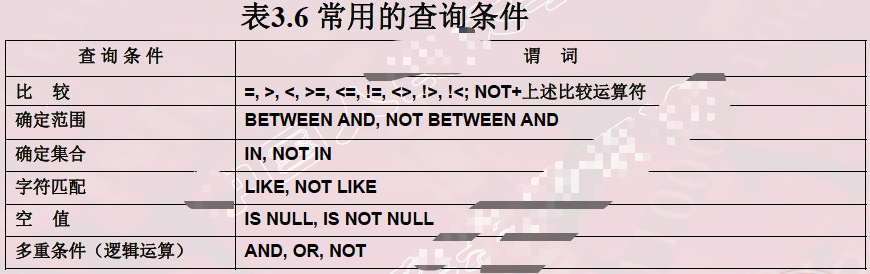 表3.6 常用的查询条件
查 询 条 件 谓 词
比 较 =, >, <, >=, <=, !=, <>, !>, !<; NOT+上述比较运算符
确定范围 BETWEEN AND, NOT BETWEEN AND
确定集合 IN, NOT IN
字符匹配 LIKE, NOT LIKE
空 值 IS NULL, IS NOT NULL
多重条件（逻辑运算） AND, OR, NOT